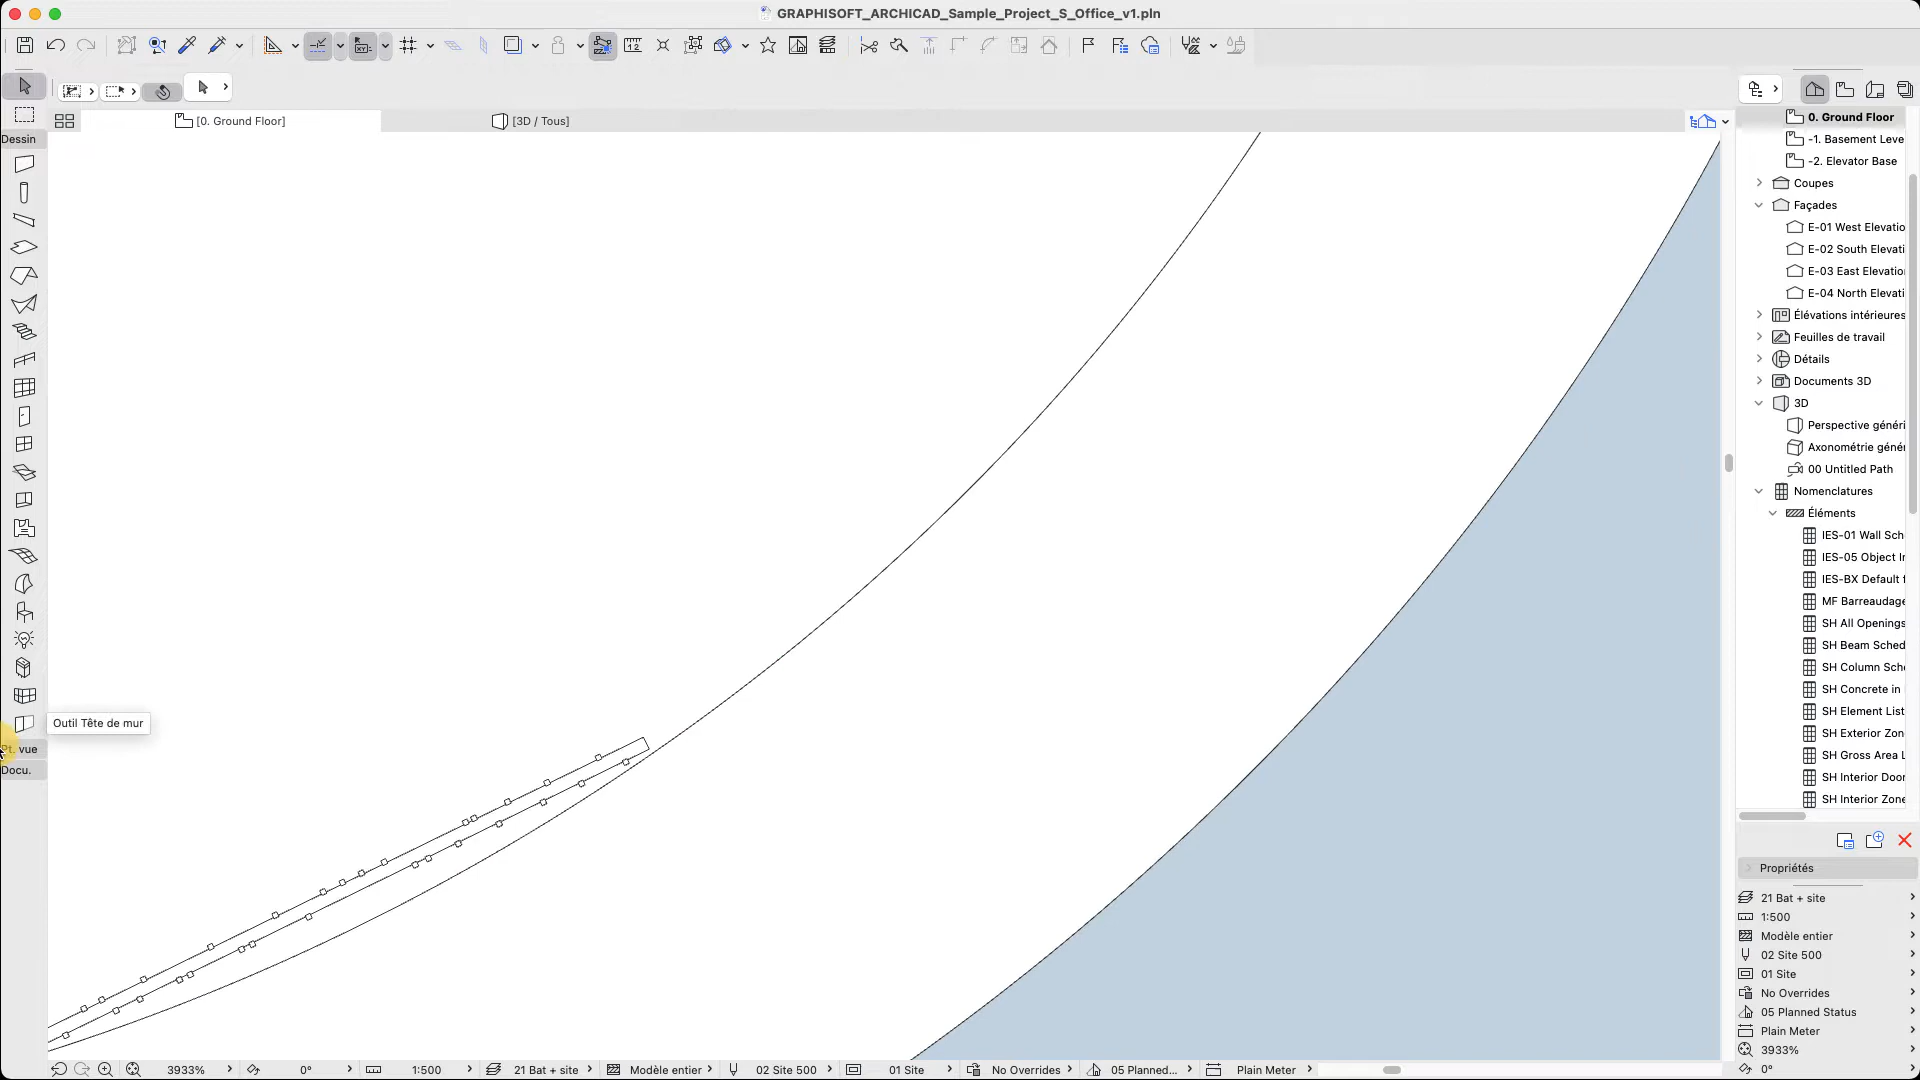 GRAPHISOFT_ARCHICAD_Sample_Project_S_Office_v1.pln
[0. Ground Floor]
[3D / Tous]
Dessin
Outil Tête de mur
Pt. vue
Docu.
0. Ground Floor
-1. Basement Leve
-2. Elevator Base
Coupes
Façades
E-01 West Elevatio
E-02 South Elevati
E-03 East Elevatio
E-04 North Elevati
Élévations intérieures
Feuilles de travail
Détails
Documents 3D
3D
Perspective généri
Axonométrie génér
00 Untitled Path
Nomenclatures
Éléments
IES-01 Wall Sch
IES-05 Object In
IES-BX Default f
MF Barreaudage
SH All Openings
SH Beam Sched
SH Column Sche
SH Concrete in
SH Element List
SH Exterior Zon
SH Gross Area L
SH Interior Door
SH Interior Zone
Propriétés
21 Bat + site
1:500
Modèle entier
02 Site 500
01 Site
No Overrides
05 Planned Status
Plain Meter
3933%
0°
3933%
0°
1:500
21 Bat + site
Modèle entier
02 Site 500
01 Site
No Overrides
05 Planned...
Plain Meter